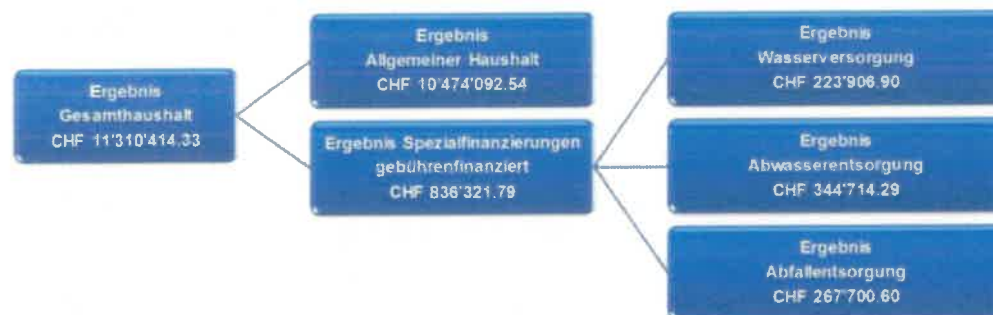 Ergebnis
Gesamthaushalt
CHF 11'310'414.33
Ergebnis
Allgemeiner Haushalt
CHF 10'474'092.54
Ergebnis Spezialfinanzierungen
gebührenfinanziert
CHF 836'321.79
Ergebnis
Wasserversorgung
CHF 223'906.90
Ergebnis
Abwasserentsorgung
CHF 344'714.29
Ergebnis
Abfallentsorgung
CHF 267'700.60